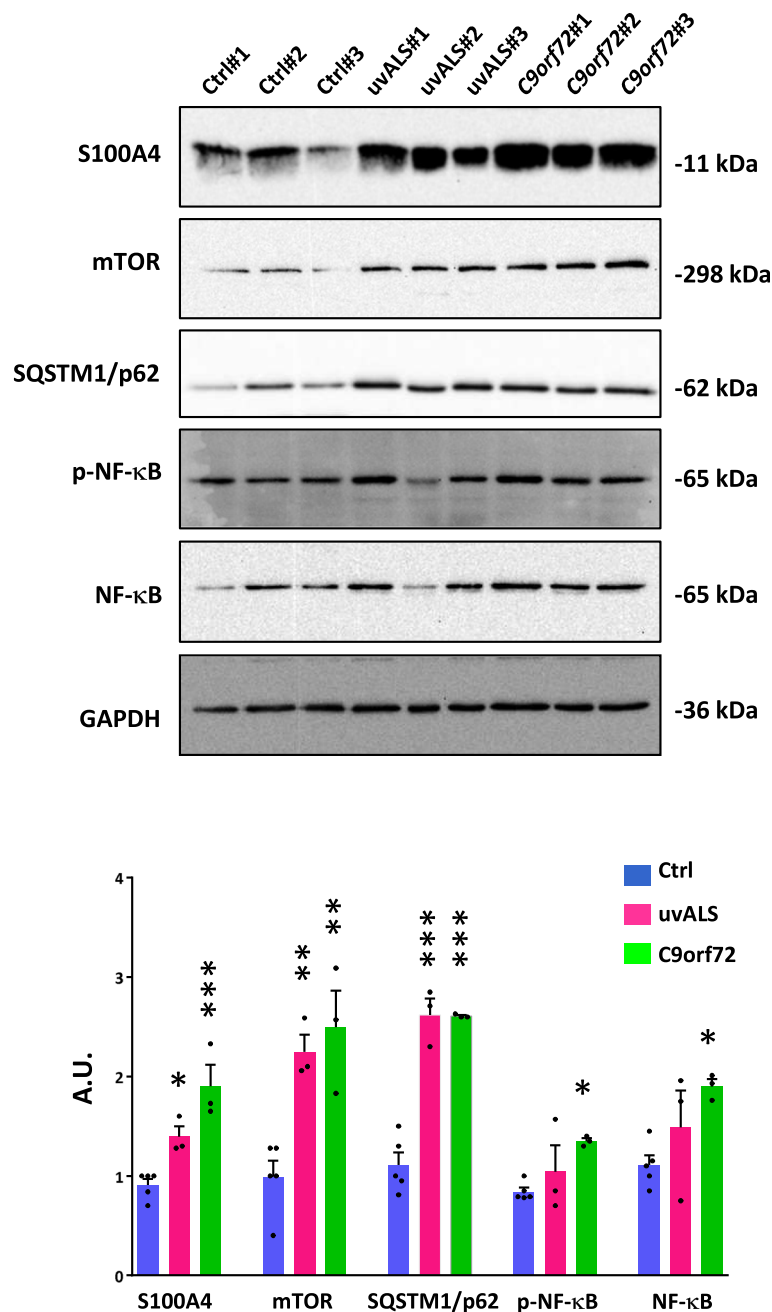 Ctrl#1 Ctrl#2 Ctrl#3 uvALS#1 uvALS#2 uvALS#3 C9orf72#1 C9orf72#2 C9orf72#3
S100A4 -11 kDa
mTOR -298 kDa
SQSTM1/p62 -62 kDa
p-NF-κB -65 kDa
NF-κB -65 kDa
GAPDH -36 kDa
Ctrl
uvALS
C9orf72
A.U.
4
3
2
1
0
* *** ** ** *** *** * *
S100A4 mTOR SQSTM1/p62 p-NF-κB NF-κB